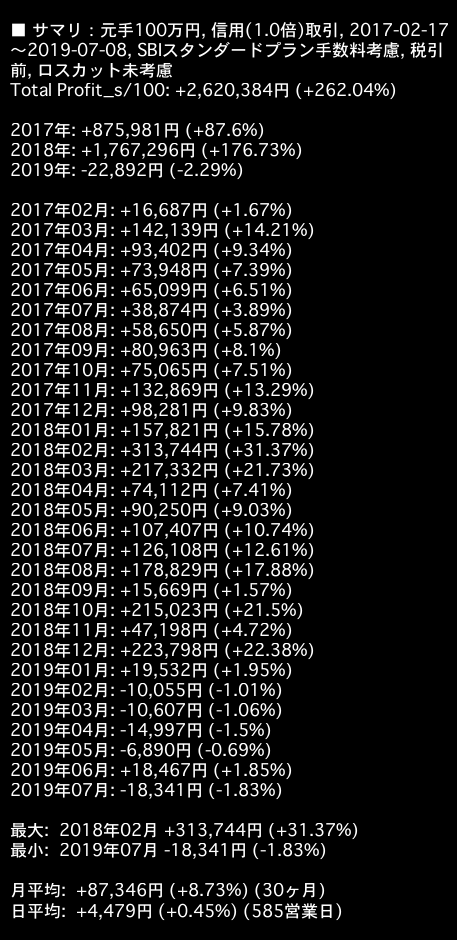 ■ サマリ：元手100万円, 信用(1.0倍)取引, 2017-02-17
～2019-07-08, SBIスタンダードプラン手数料考慮, 税引
前, ロスカット未考慮
Total Profit_s/100: +2,620,384円 (+262.04%)
2017年: +875,981円 (+87.6%)
2018年: +1,767,296円 (+176.73%)
2019年: -22,892円 (-2.29%)
2017年02月: +16,687円 (+1.67%)
2017年03月: +142,139円 (+14.21%)
2017年04月: +93,402円 (+9.34%)
2017年05月: +73,948円 (+7.39%)
2017年06月: +65,099円 (+6.51%)
2017年07月: +38,874円 (+3.89%)
2017年08月: +58,650円 (+5.87%)
2017年09月: +80,963円 (+8.1%)
2017年10月: +75,065円 (+7.51%)
2017年11月: +132,869円 (+13.29%)
2017年12月: +98,281円 (+9.83%)
2018年01月: +157,821円 (+15.78%)
2018年02月: +313,744円 (+31.37%)
2018年03月: +217,332円 (+21.73%)
2018年04月: +74,112円 (+7.41%)
2018年05月: +90,250円 (+9.03%)
2018年06月: +107,407円 (+10.74%)
2018年07月: +126,108円 (+12.61%)
2018年08月: +178,829円 (+17.88%)
2018年09月: +15,669円 (+1.57%)
2018年10月: +215,023円 (+21.5%)
2018年11月: +47,198円 (+4.72%)
2018年12月: +223,798円 (+22.38%)
2019年01月: +19,532円 (+1.95%)
2019年02月: -10,055円 (-1.01%)
2019年03月: -10,607円 (-1.06%)
2019年04月: -14,997円 (-1.5%)
2019年05月: -6,890円 (-0.69%)
2019年06月: +18,467円 (+1.85%)
2019年07月: -18,341円 (-1.83%)
最大: 2018年02月 +313,744円 (+31.37%)
最小: 2019年07月 -18,341円 (-1.83%)
月平均: +87,346円 (+8.73%) (30ヶ月)
日平均: +4,479円 (+0.45%) (585営業日)